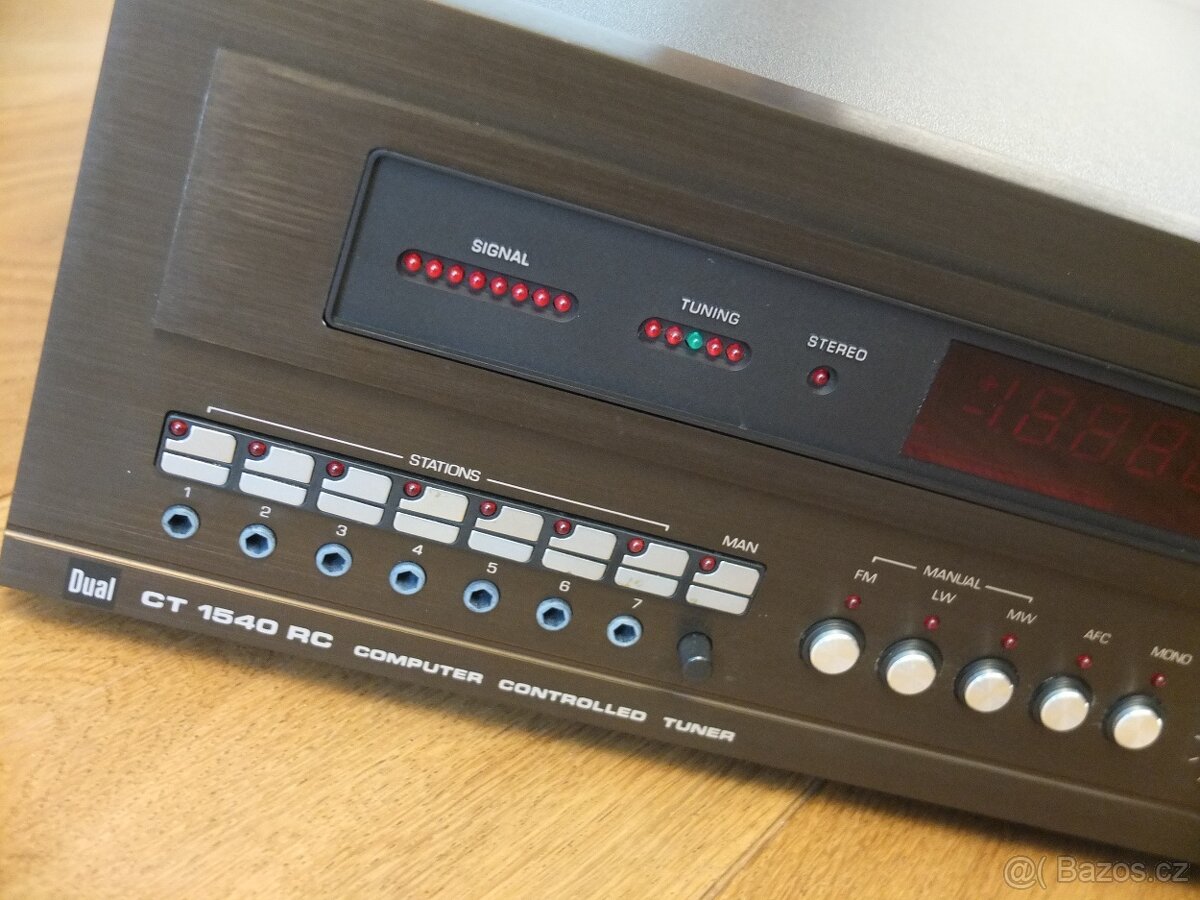 SIGNAL
TUNING
STEREO
STATIONS
1 2 3 4 5 6 7
MAN
MANUAL
FM LW MW AFC MONO
Dual CT 1540 RC COMPUTER CONTROLLED TUNER
@( Bazos.cz